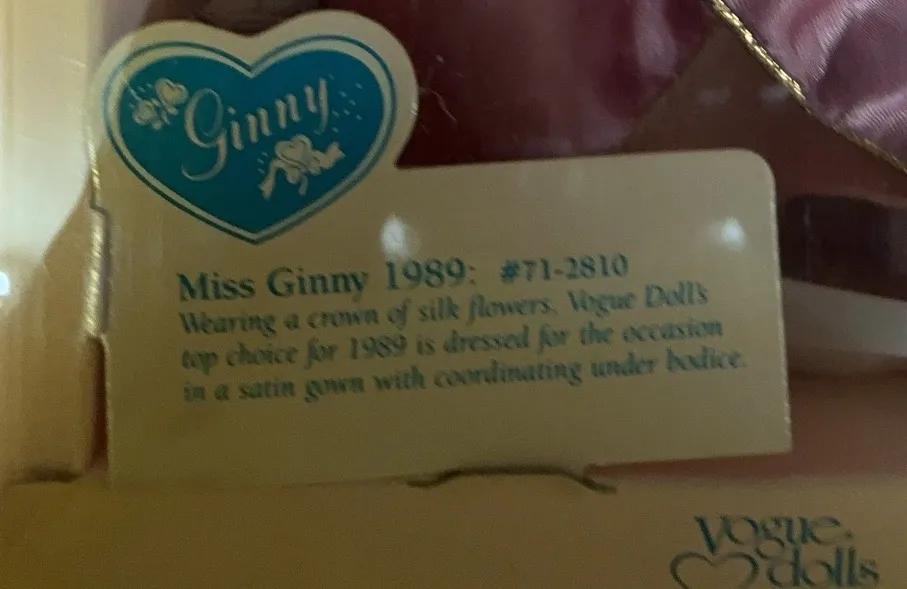 Ginny
Miss Ginny 1989: #71-2810
Wearing a crown of silk flowers, Vogue Doll's
top choice for 1989 is dressed for the occasion
in a satin gown with coordinating under bodice.
Vogue.
dolls